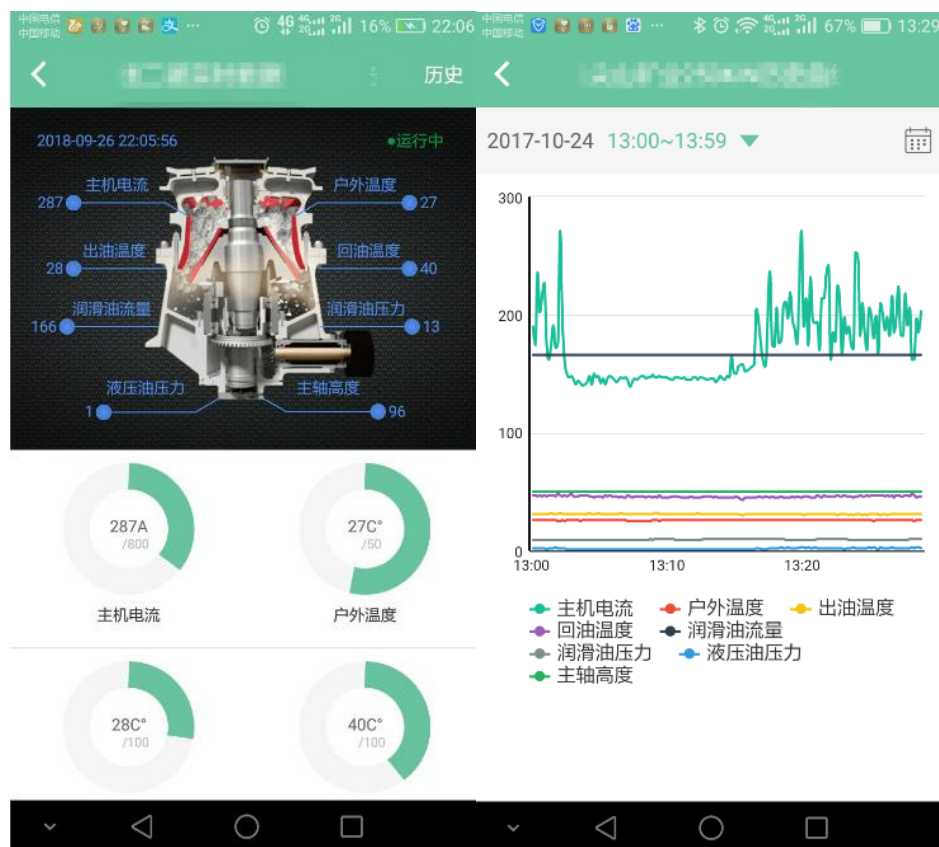 中国电信
中国移动
4G 4G 2G 2G 16% 22:06
历史
2018-09-26 22:05:56
运行中
主机电流
287
户外温度
27
出油温度
28
回油温度
40
润滑油流量
166
润滑油压力
13
液压油压力
1
主轴高度
96
287A
/800
主机电流
27C°
/50
户外温度
28C°
/100
40C°
/100
中国电信
中国移动
4G 2G 2G 67% 13:29
2017-10-24 13:00~13:59
300
200
100
0
13:00 13:10 13:20
主机电流 户外温度 出油温度
回油温度 润滑油流量
润滑油压力 液压油压力
主轴高度